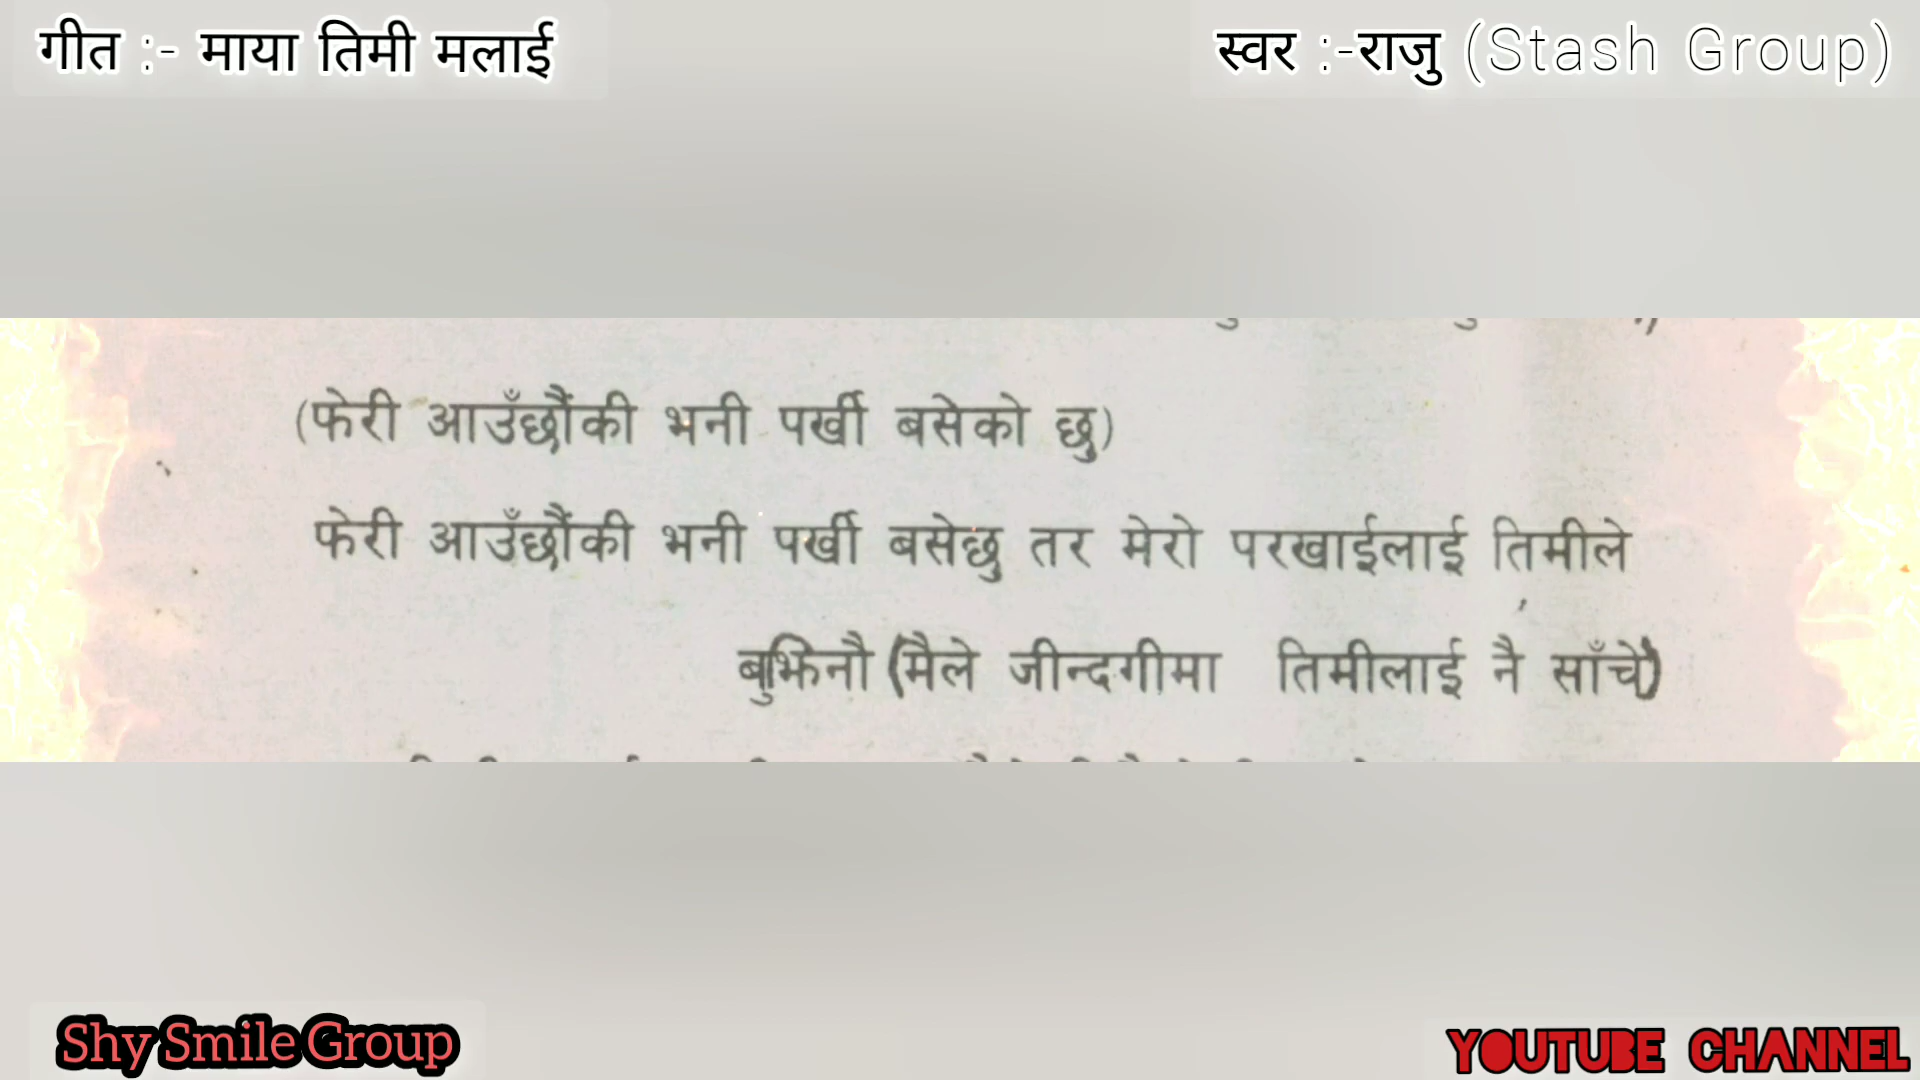 गीत :- माया तिमी मलाई
स्वर :-राजु (Stash Group)
(फेरी आउँछौंकी भनी पर्खी बसेको छु)
फेरी आउँछौंकी भनी पर्खी बसेछु तर मेरो परखाईलाई तिमीले
बुझिनौ (मैले जीन्दगीमा तिमीलाई नै साँचे)
Shy Smile Group
YOUTUBE CHANNEL